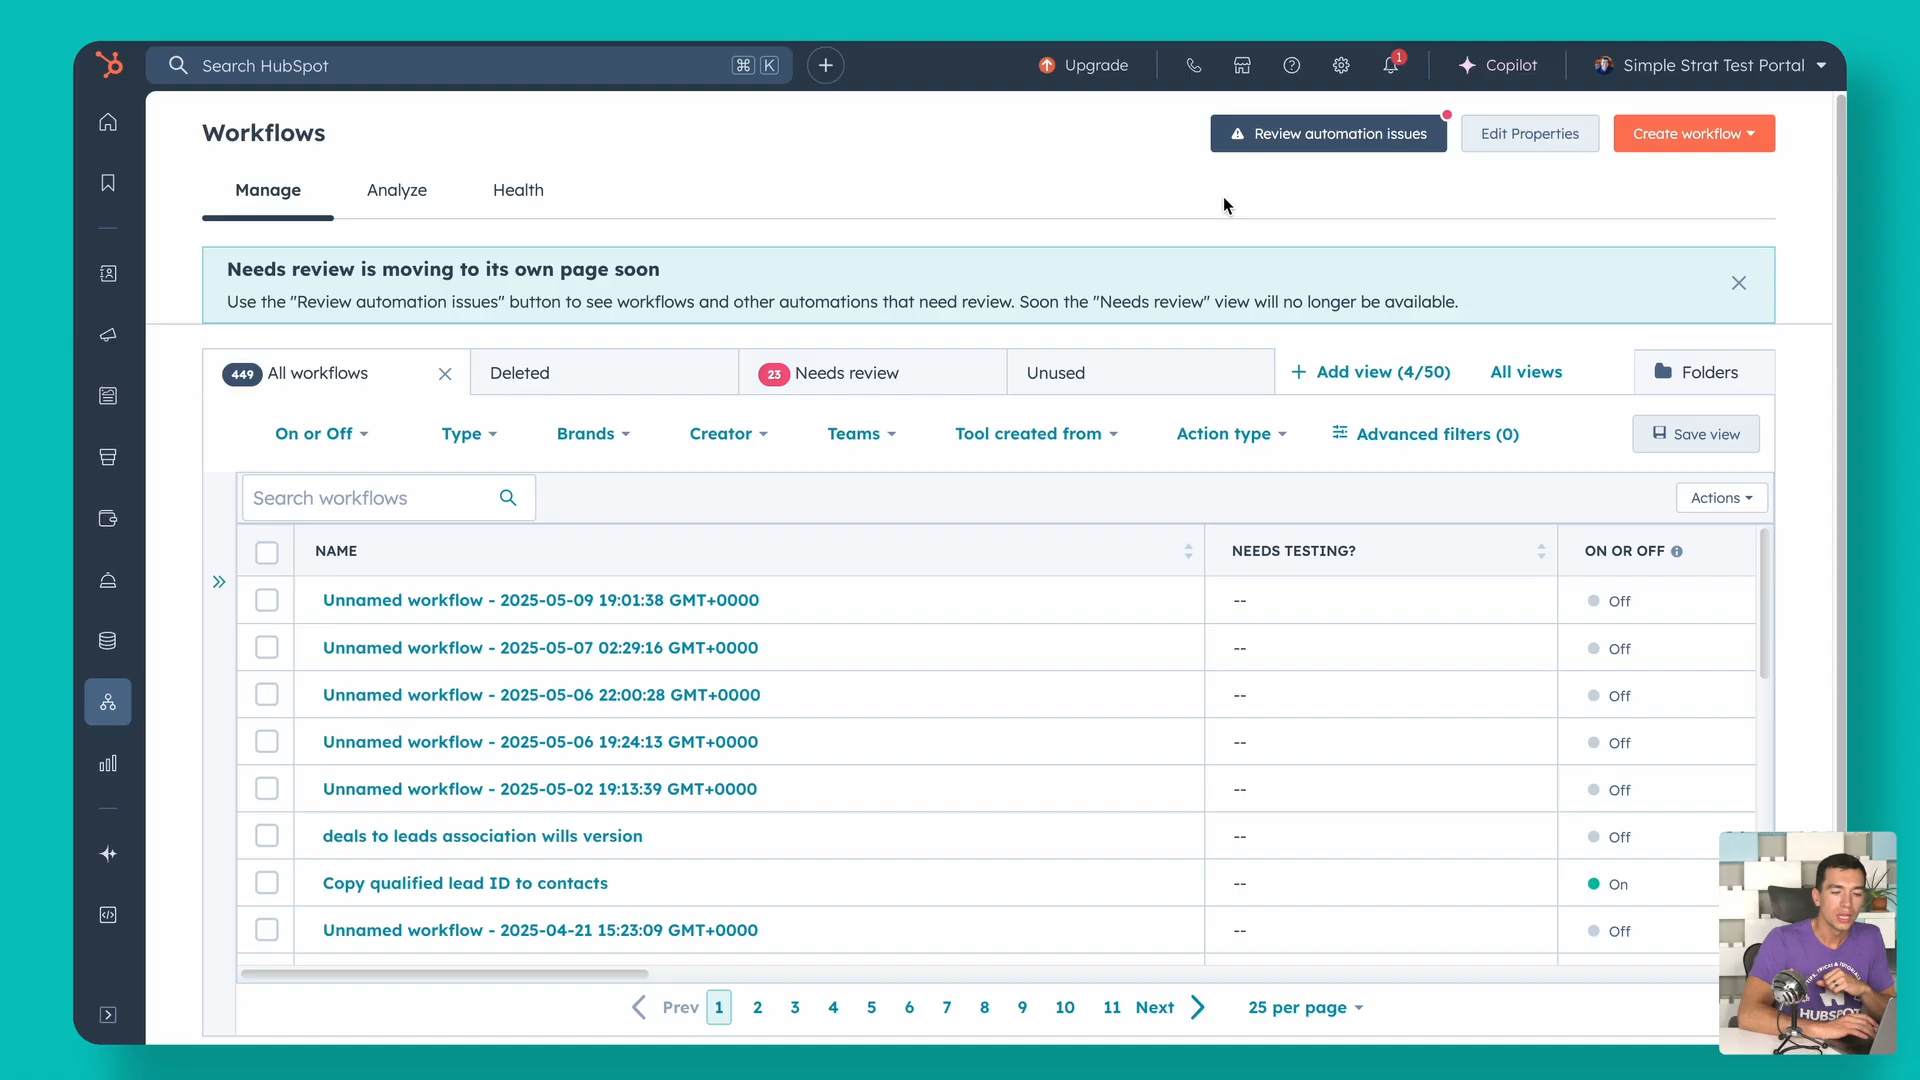 Search HubSpot
⌘ K
Upgrade
1
Copilot
Simple Strat Test Portal
Workflows
Review automation issues
Edit Properties
Create workflow
Manage
Analyze
Health
Needs review is moving to its own page soon
Use the "Review automation issues" button to see workflows and other automations that need review. Soon the "Needs review" view will no longer be available.
449 All workflows
Deleted
23 Needs review
Unused
+ Add view (4/50)
All views
Folders
On or Off
Type
Brands
Creator
Teams
Tool created from
Action type
Advanced filters (0)
Save view
Search workflows
Actions
NAME
NEEDS TESTING?
ON OR OFF
Unnamed workflow - 2025-05-09 19:01:38 GMT+0000
--
Off
Unnamed workflow - 2025-05-07 02:29:16 GMT+0000
--
Off
Unnamed workflow - 2025-05-06 22:00:28 GMT+0000
--
Off
Unnamed workflow - 2025-05-06 19:24:13 GMT+0000
--
Off
Unnamed workflow - 2025-05-02 19:13:39 GMT+0000
--
Off
deals to leads association wills version
--
Off
Copy qualified lead ID to contacts
--
On
Unnamed workflow - 2025-04-21 15:23:09 GMT+0000
--
Off
Prev 1 2 3 4 5 6 7 8 9 10 11 Next
25 per page
TIPS, TRICKS & TUTORIALS
HUBSPOT